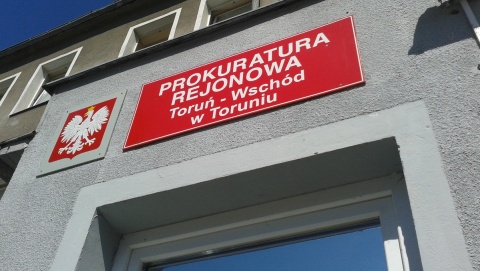 PROKURATURA
REJONOWA
Toruń - Wschód
w Toruniu